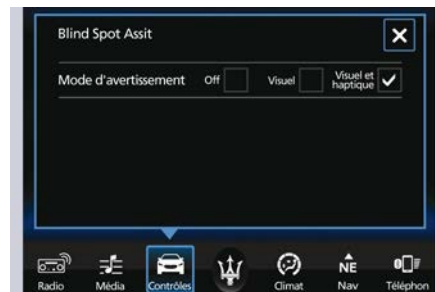 Blind Spot Assit
Mode d'avertissement Off Visuel Visuel et
haptique
Radio Média Contrôles Climat NE
Nav Téléphon